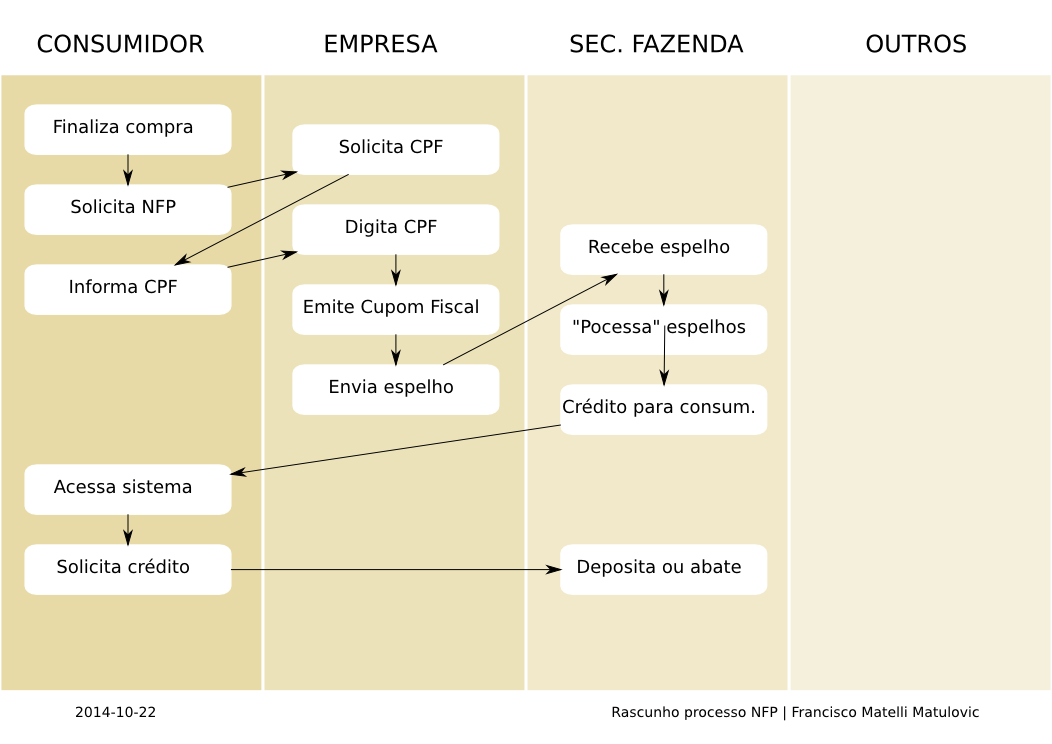 CONSUMIDOR
EMPRESA
SEC. FAZENDA
OUTROS
Finaliza compra
Solicita NFP
Informa CPF
Acessa sistema
Solicita crédito
Solicita CPF
Digita CPF
Emite Cupom Fiscal
Envia espelho
Recebe espelho
"Pocessa" espelhos
Crédito para consum.
Deposita ou abate
2014-10-22
Rascunho processo NFP | Francisco Matelli Matulovic